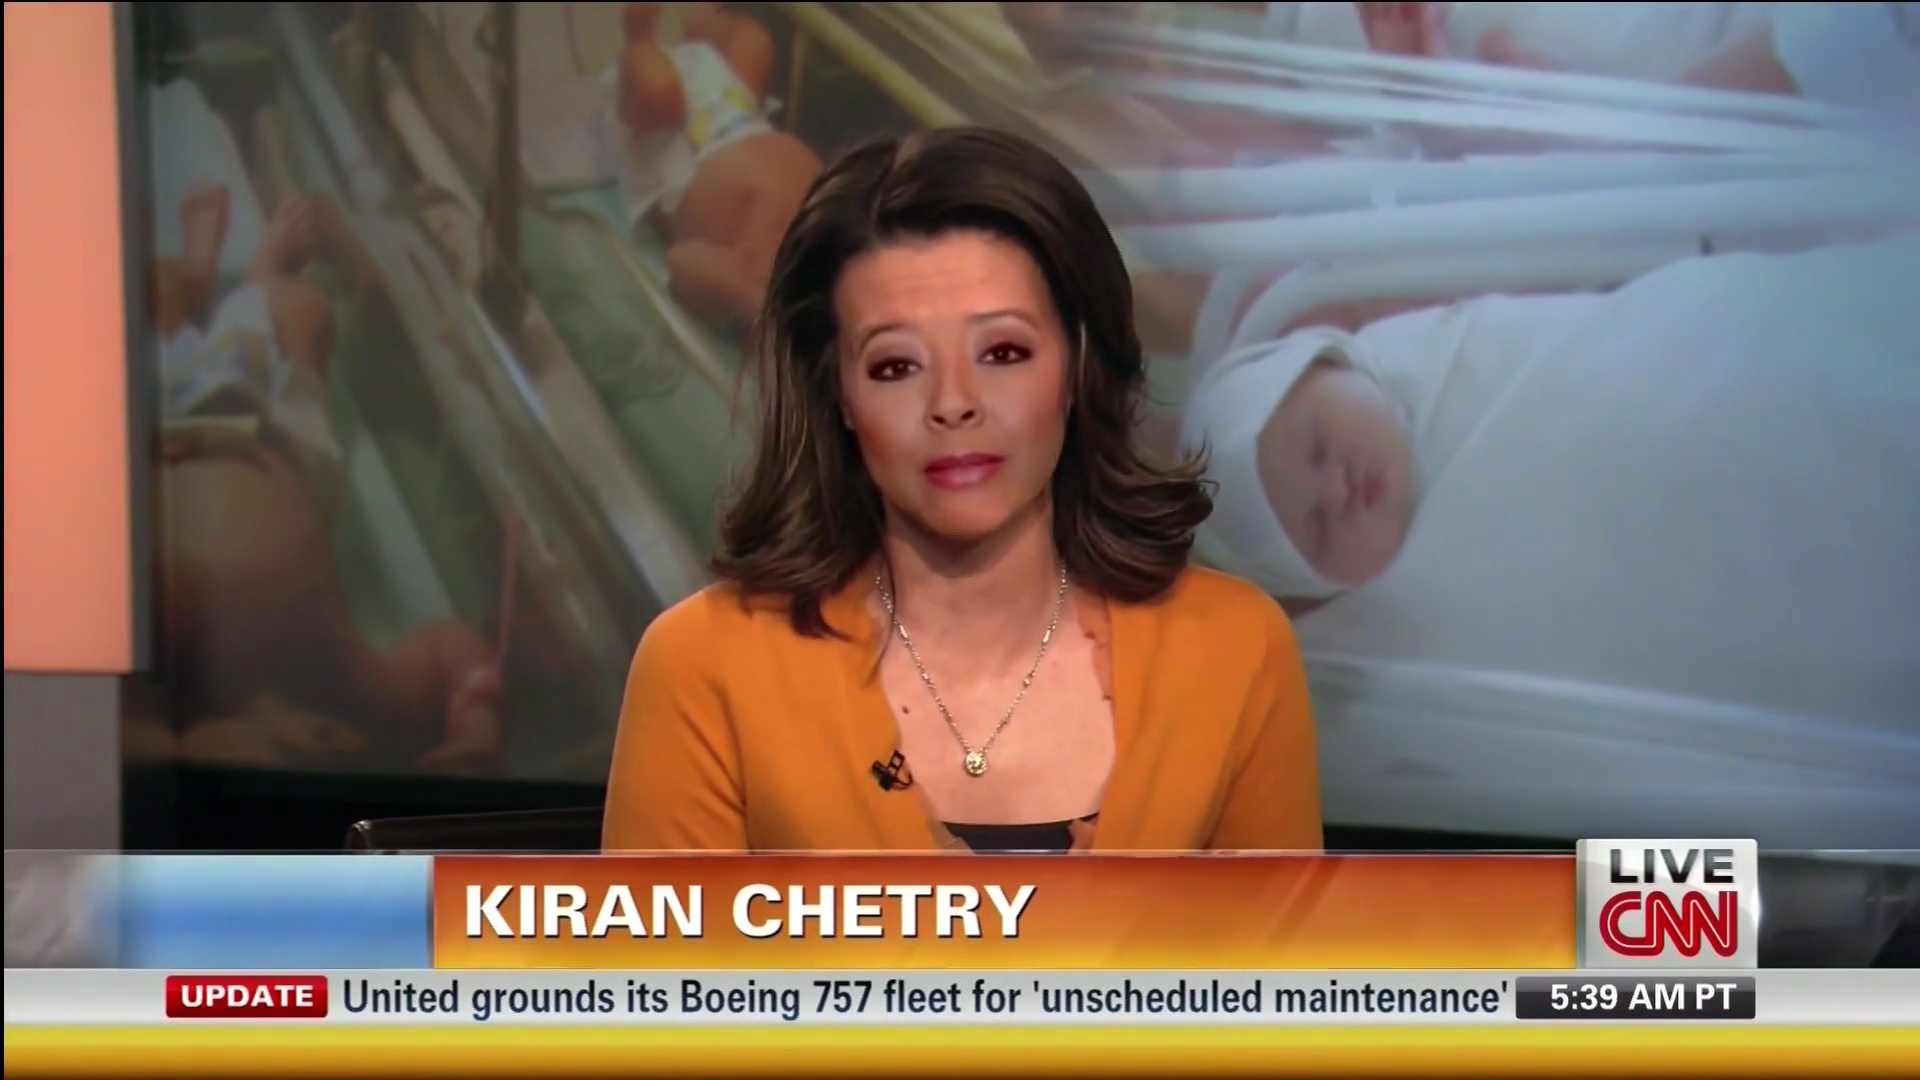 KIRAN CHETRY
LIVE
CNN
UPDATE United grounds its Boeing 757 fleet for 'unscheduled maintenance' 5:39 AM PT